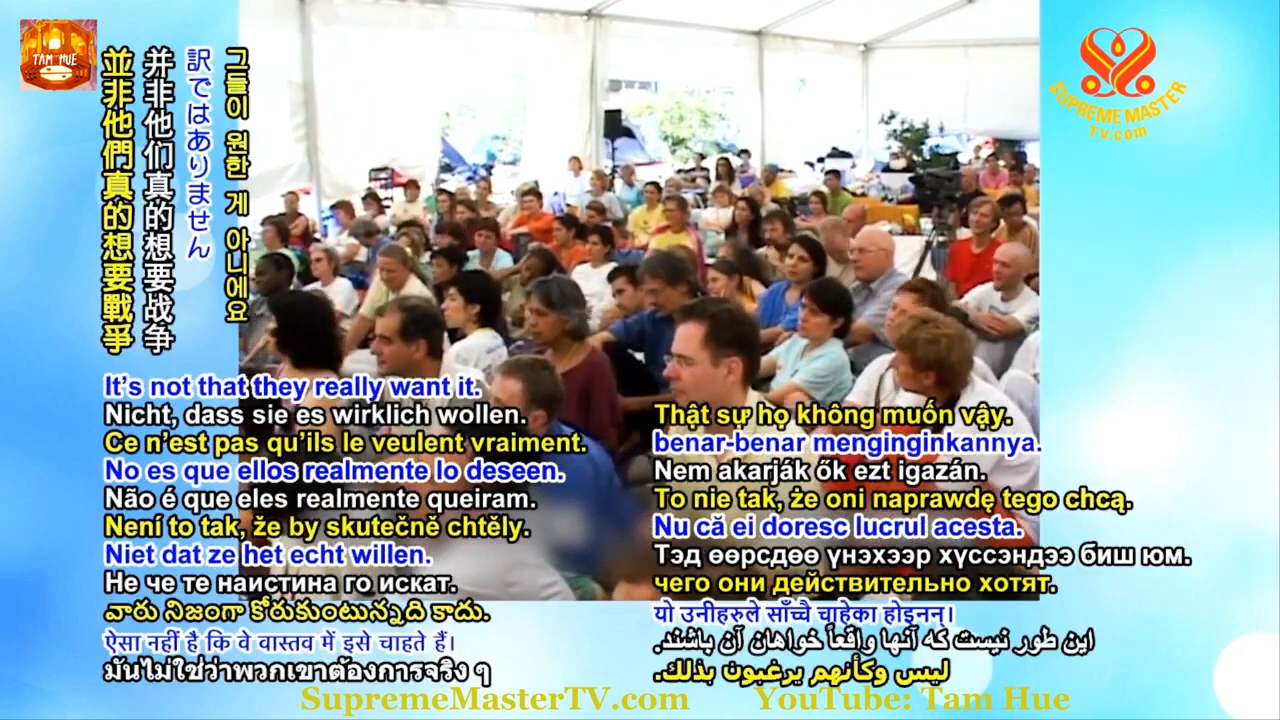 TAM HUE
SUPREME MASTER
TV.com
並非他們真的想要戰爭
并非他们真的想要战争
訳ではありません
그들이 원한 게 아니에요
It's not that they really want it.
Nicht, dass sie es wirklich wollen.
Ce n'est pas qu'ils le veulent vraiment.
No es que ellos realmente lo deseen.
Não é que eles realmente queiram.
Není to tak, že by skutečně chtěly.
Niet dat ze het echt willen.
Не че те наистина го искат.
వారు నిజంగా కోరుకుంటున్నది కాదు.
ऐसा नहीं है कि वे वास्तव में इसे चाहते हैं।
มันไม่ใช่ว่าพวกเขาต้องการจริง ๆ
Thật sự họ không muốn vậy.
benar-benar menginginkannya.
Nem akarják ők ezt igazán.
To nie tak, że oni naprawdę tego chcą.
Nu că ei doresc lucrul acesta.
Тэд өөрсдөө үнэхээр хүссэндээ биш юм.
чего они действительно хотят.
यो उनीहरुले साँच्चै चाहेका होइनन्।
این طور نیست که آنها واقعاً خواهان آن باشند.
ليس وكأنهم يرغبون بذلك.
SupremeMasterTV.com YouTube: Tam Hue